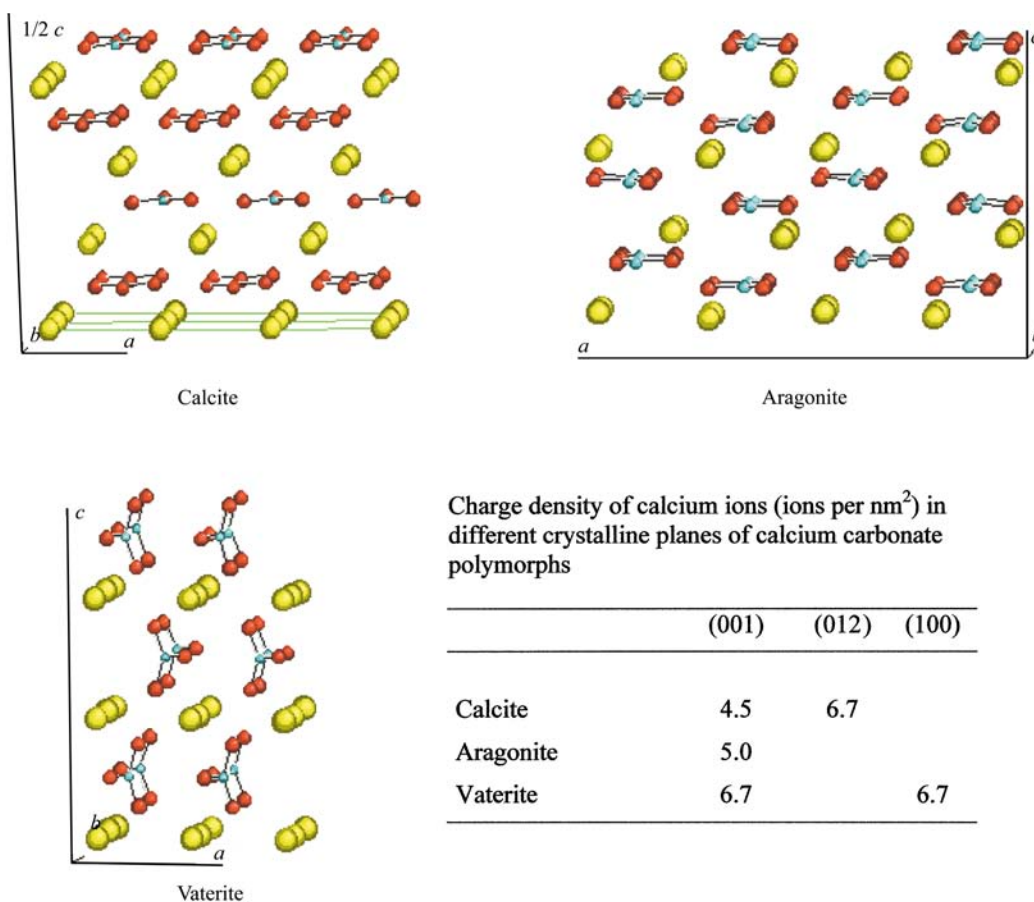 1/2 c
b
a
Calcite
c
a
b
Aragonite
c
b
a
Vaterite
Charge density of calcium ions (ions per nm²) in
different crystalline planes of calcium carbonate
polymorphs
(001) (012) (100)
Calcite 4.5 6.7
Aragonite 5.0
Vaterite 6.7 6.7